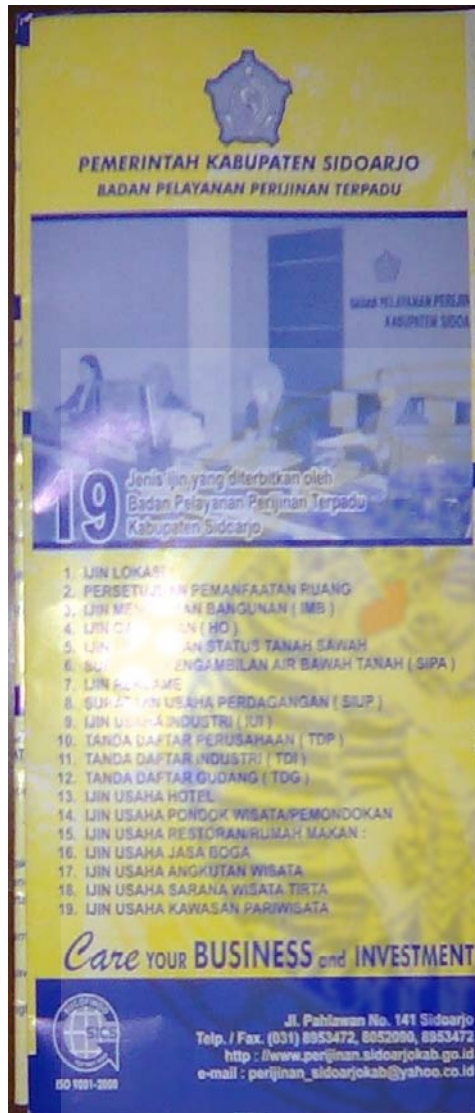 PEMERINTAH KABUPATEN SIDOARJO
BADAN PELAYANAN PERIJINAN TERPADU
BADAN PELAYANAN PERIJIN
KABUPATEN SIDOA
19 Jenis Ijin yang diterbitkan oleh
Badan Pelayanan Perijinan Terpadu
Kabupaten Sidoarjo
1. IJIN LOKASI
2. PERSETUJUAN PEMANFAATAN RUANG
3. IJIN MENDIRIKAN BANGUNAN ( IMB )
4. IJIN GANGGUAN ( HO )
5. IJIN STATUS TANAH SAWAH
6. PENGAMBILAN AIR BAWAH TANAH ( SIPA )
7. IJIN REKLAME
8. SURAT IJIN USAHA PERDAGANGAN ( SIUP )
9. IJIN USAHA INDUSTRI ( IUI )
10. TANDA DAFTAR PERUSAHAAN ( TDP )
11. TANDA DAFTAR INDUSTRI ( TDI )
12. TANDA DAFTAR GUDANG ( TDG )
13. IJIN USAHA HOTEL
14. IJIN USAHA PONDOK WISATA/PEMONDOKAN
15. IJIN USAHA RESTORAN/RUMAH MAKAN :
16. IJIN USAHA JASA BOGA
17. IJIN USAHA ANGKUTAN WISATA
18. IJIN USAHA SARANA WISATA TIRTA
19. IJIN USAHA KAWASAN PARIWISATA
Care YOUR BUSINESS and INVESTMENT
SICS
ISO 9001-2000
Jl. Pahlawan No. 141 Sidoarjo
Telp. / Fax. (031) 8953472, 8052090, 8953472
http : //www.perijinan.sidoarjokab.go.id
e-mail : perijinan_sidoarjokab@yahoo.co.id